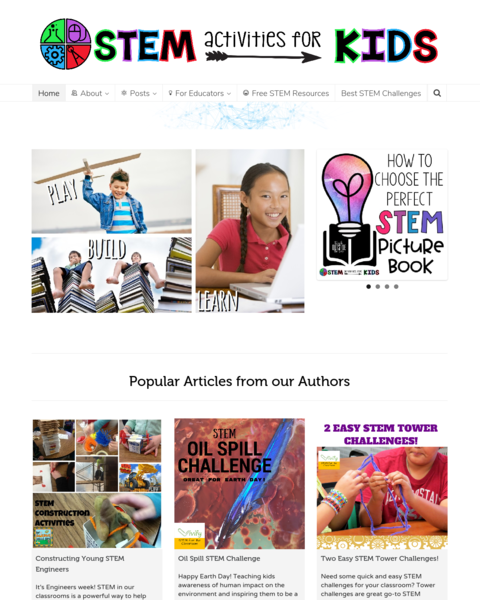 STEM activities for KIDS
Home About Posts For Educators Free STEM Resources Best STEM Challenges
PLAY
BUILD
LEARN
HOW TO
CHOOSE THE
PERFECT
STEM
PICTURE
BOOK
STEM KIDS
Popular Articles from our Authors
STEM
CONSTRUCTION
ACTIVITIES
STEM
OIL SPILL
CHALLENGE
GREAT FOR EARTH DAY!
2 EASY STEM TOWER
CHALLENGES!
Constructing Young STEM
Engineers
It's Engineers week! STEM in our
classrooms is a powerful way to help
Oil Spill STEM Challenge
Happy Earth Day! Teaching kids
awareness of human impact on the
environment and inspiring them to be a
Two Easy STEM Tower Challenges!
Need some quick and easy STEM
challenges for your classroom? Tower
challenges are great go-to STEM